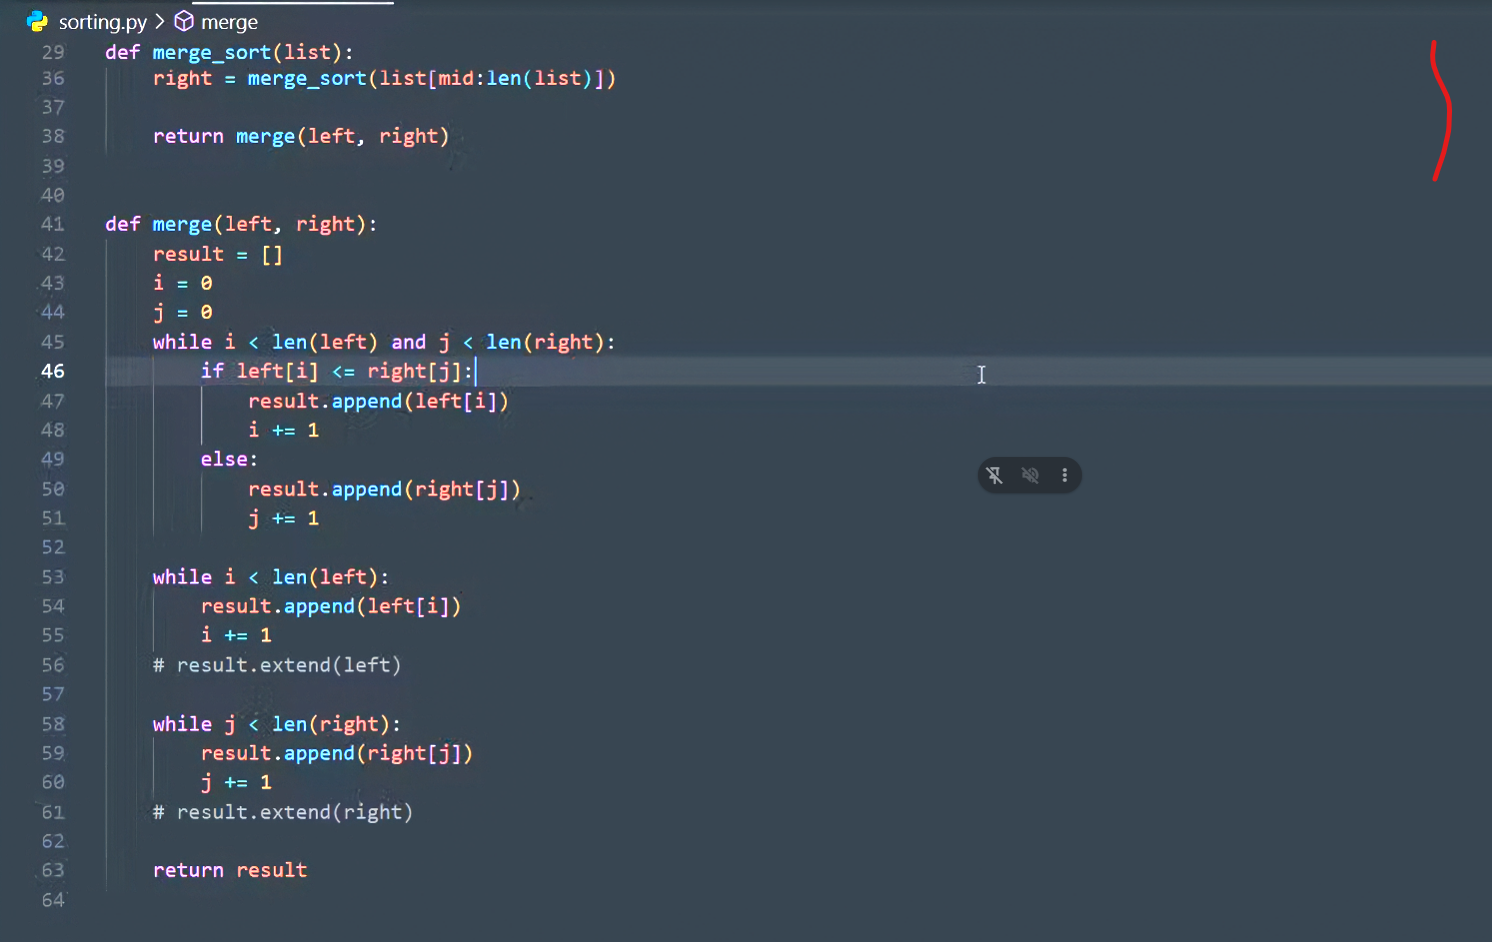 sorting.py > merge
29 def merge_sort(list):
36     right = merge_sort(list[mid:len(list)])
37
38     return merge(left, right)
39
40
41 def merge(left, right):
42     result = []
43     i = 0
44     j = 0
45     while i < len(left) and j < len(right):
46         if left[i] <= right[j]:
47             result.append(left[i])
48             i += 1
49         else:
50             result.append(right[j])
51             j += 1
52
53     while i < len(left):
54         result.append(left[i])
55         i += 1
56     # result.extend(left)
57
58     while j < len(right):
59         result.append(right[j])
60         j += 1
61     # result.extend(right)
62
63     return result
64